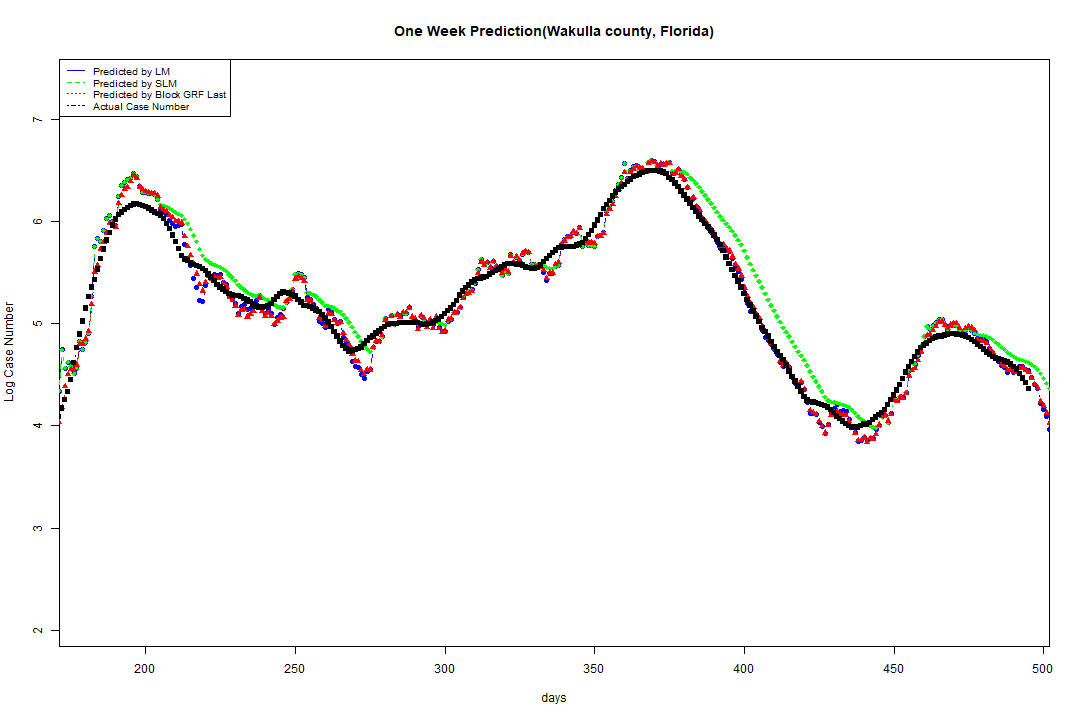 One Week Prediction(Wakulla county, Florida)
Predicted by LM
Predicted by SLM
Predicted by Block GRF Last
Actual Case Number
7
6
5
4
3
2
Log Case Number
200 250 300 350 400 450 500
days